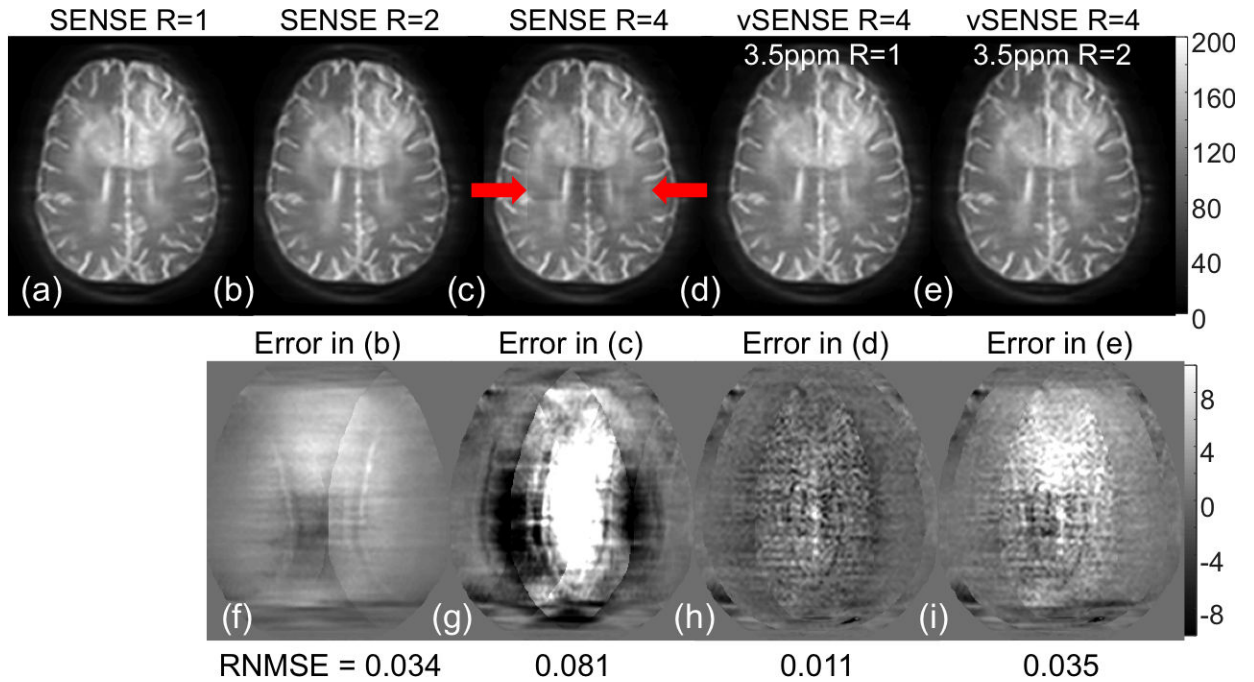 SENSE R=1
SENSE R=2
SENSE R=4
vSENSE R=4
vSENSE R=4
3.5ppm R=1
3.5ppm R=2
200
160
120
80
40
0
(a)
(b)
(c)
(d)
(e)
Error in (b)
Error in (c)
Error in (d)
Error in (e)
8
4
0
-4
-8
(f)
(g)
(h)
(i)
RNMSE = 0.034
0.081
0.011
0.035